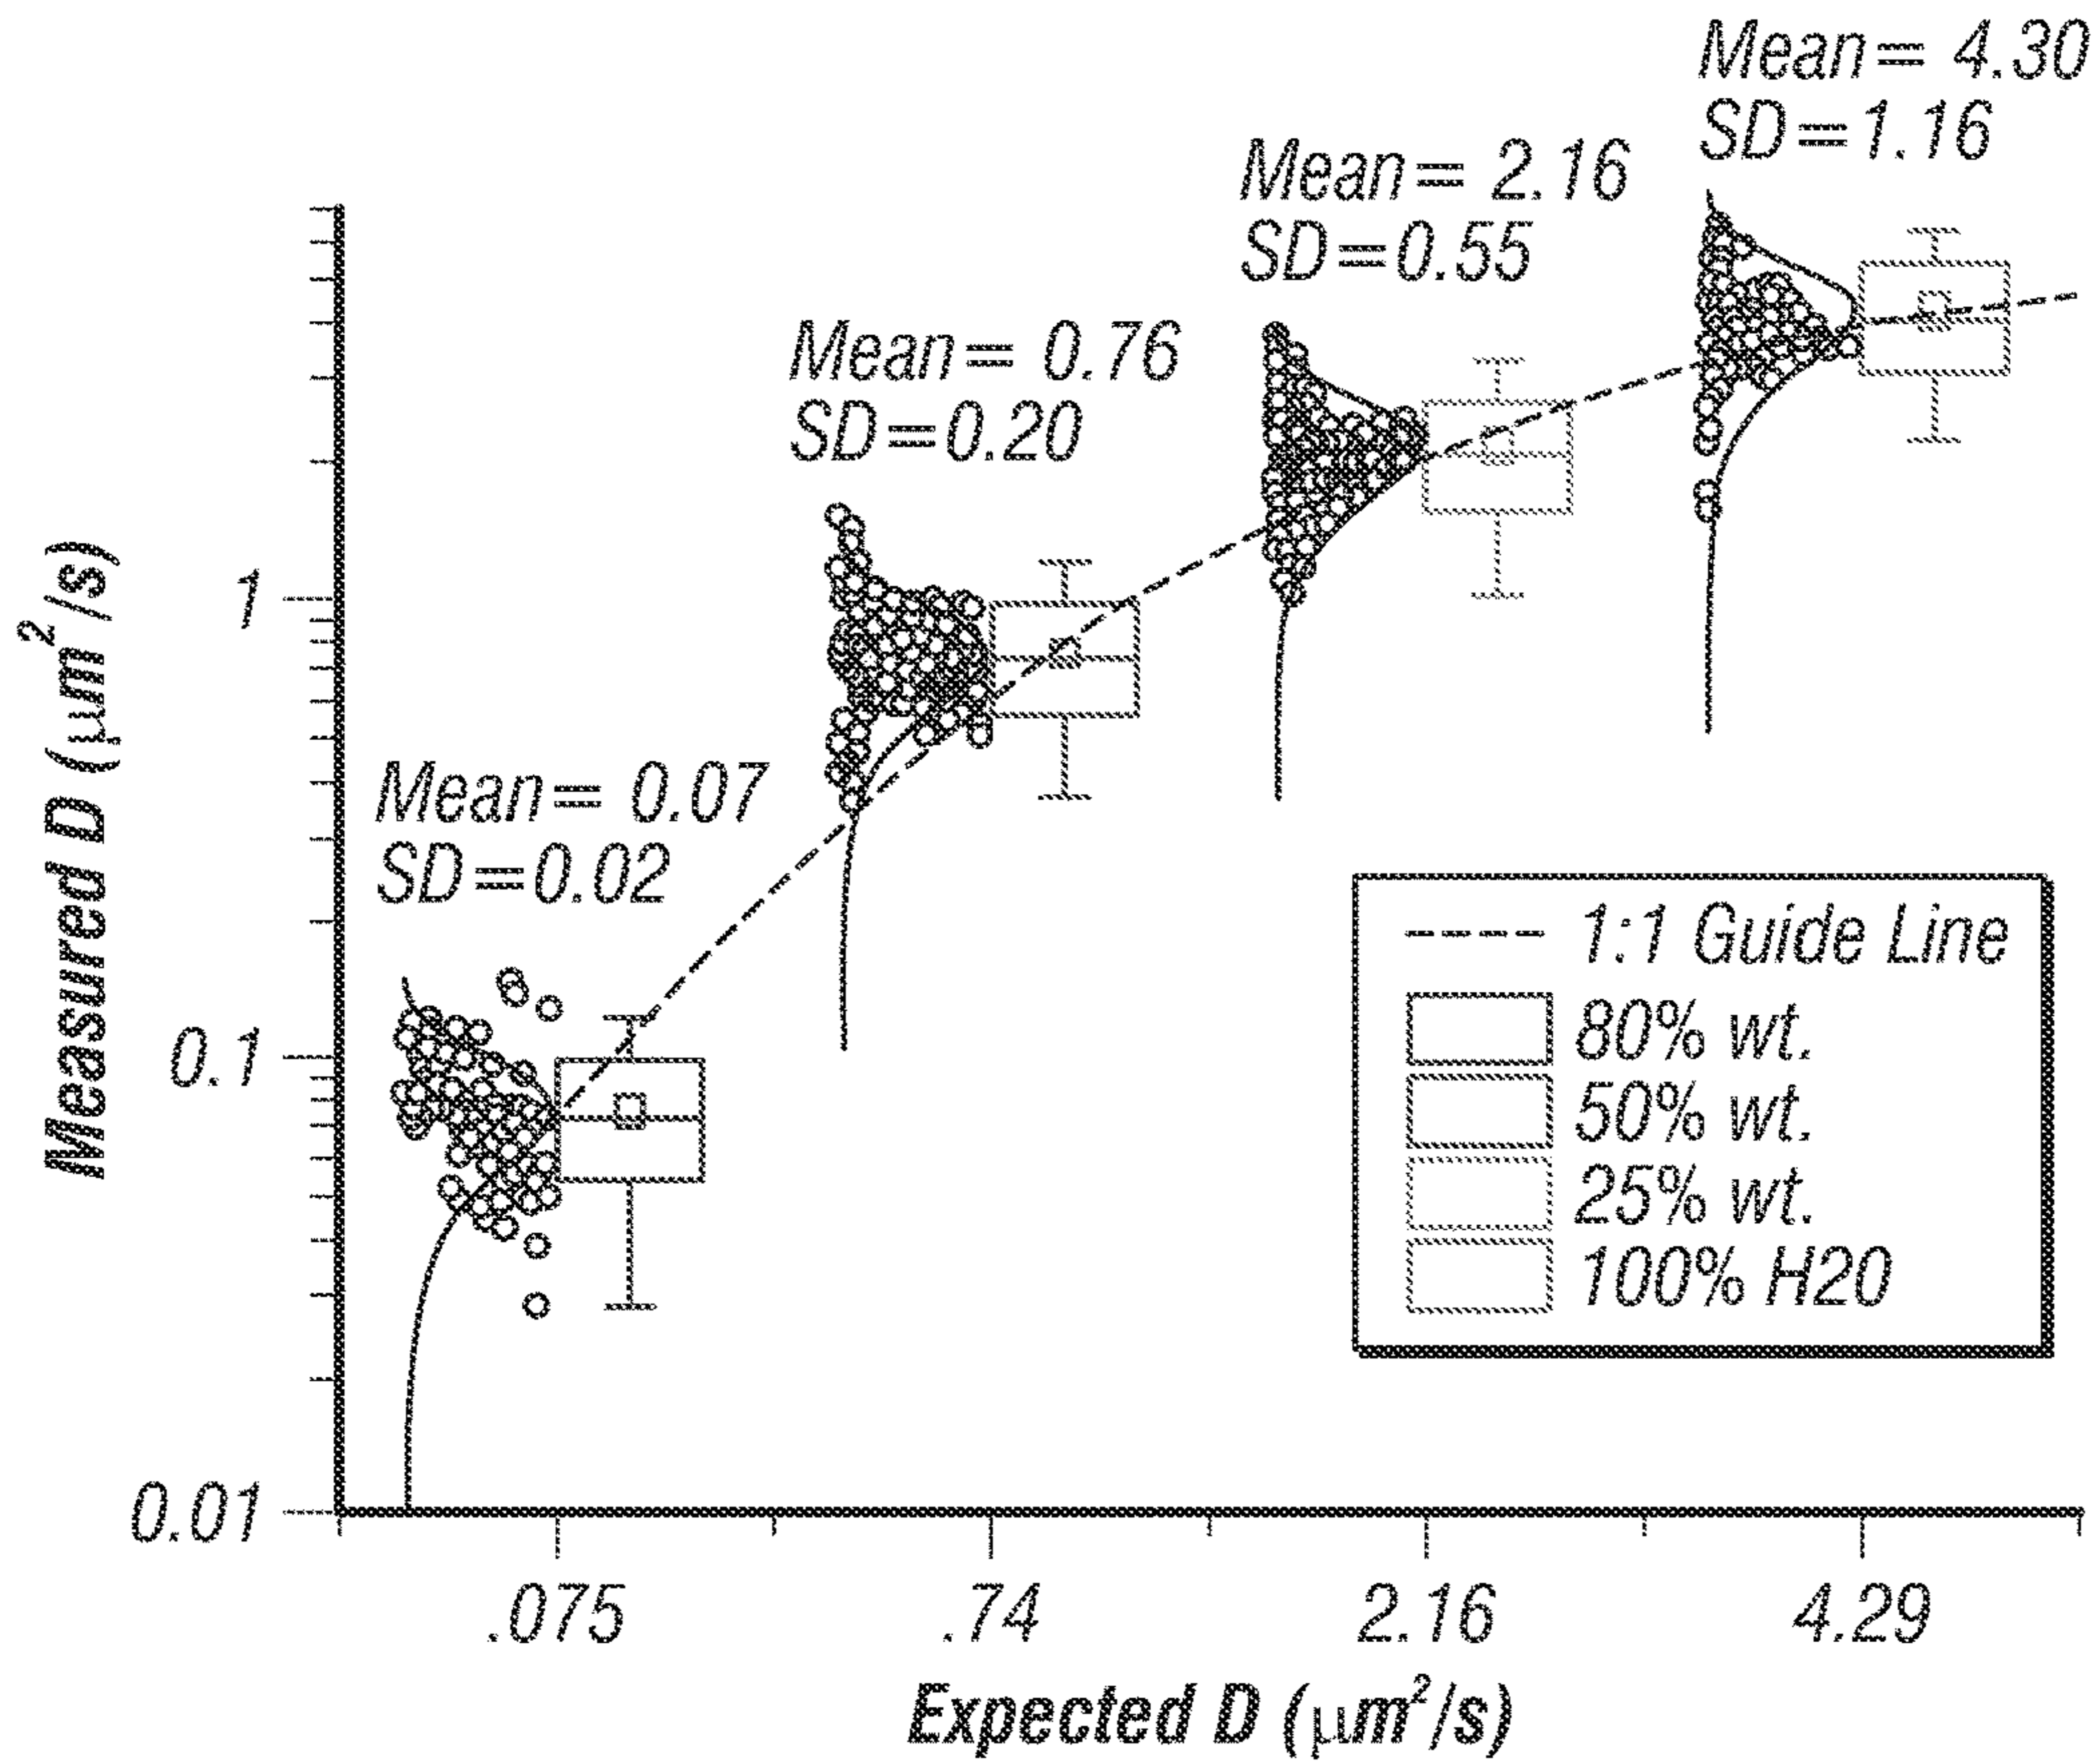 Mean= 4.30
SD=1.16
Mean= 2.16
SD=0.55
Mean= 0.76
SD=0.20
Mean= 0.07
SD=0.02
Measured D (µm²/s)
1
0.1
0.01
1:1 Guide Line
80% wt.
50% wt.
25% wt.
100% H20
.075
.74
2.16
4.29
Expected D (µm²/s)